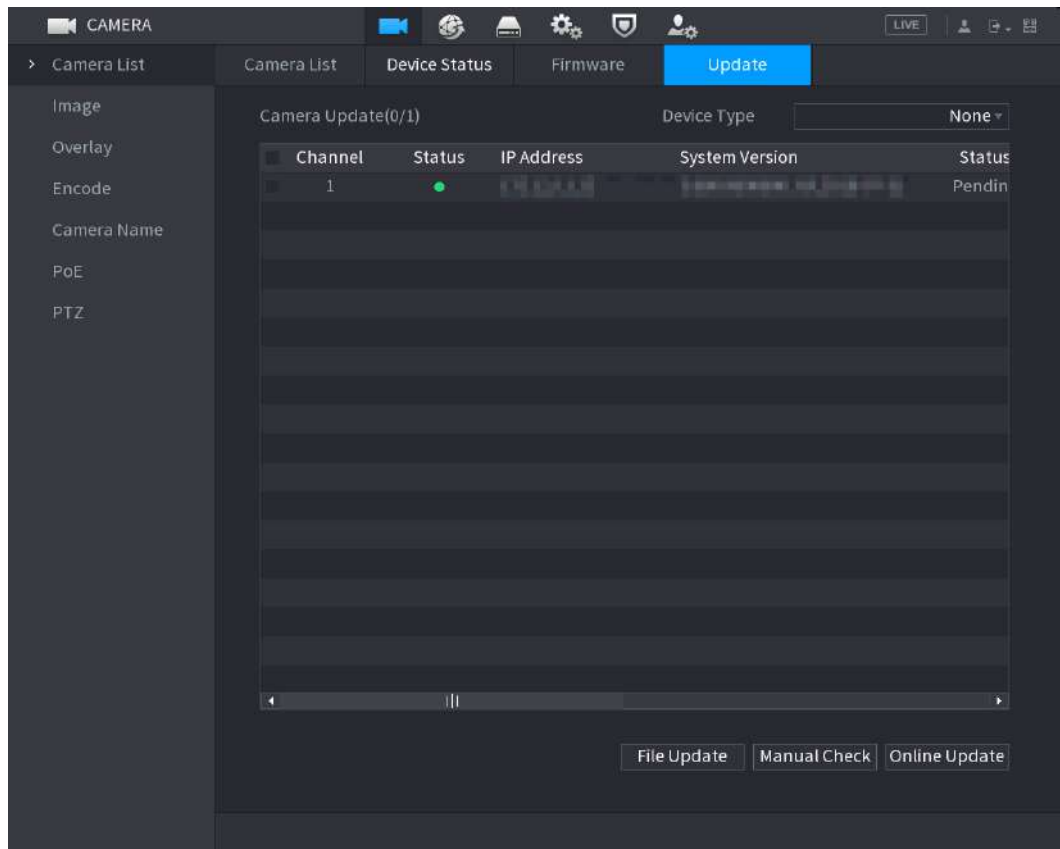 CAMERA LIVE
Camera List Camera List Device Status Firmware Update
Image Camera Update(0/1) Device Type None
Overlay Channel Status IP Address System Version Status
Encode 1 Pendin
Camera Name
PoE
PTZ
File Update Manual Check Online Update